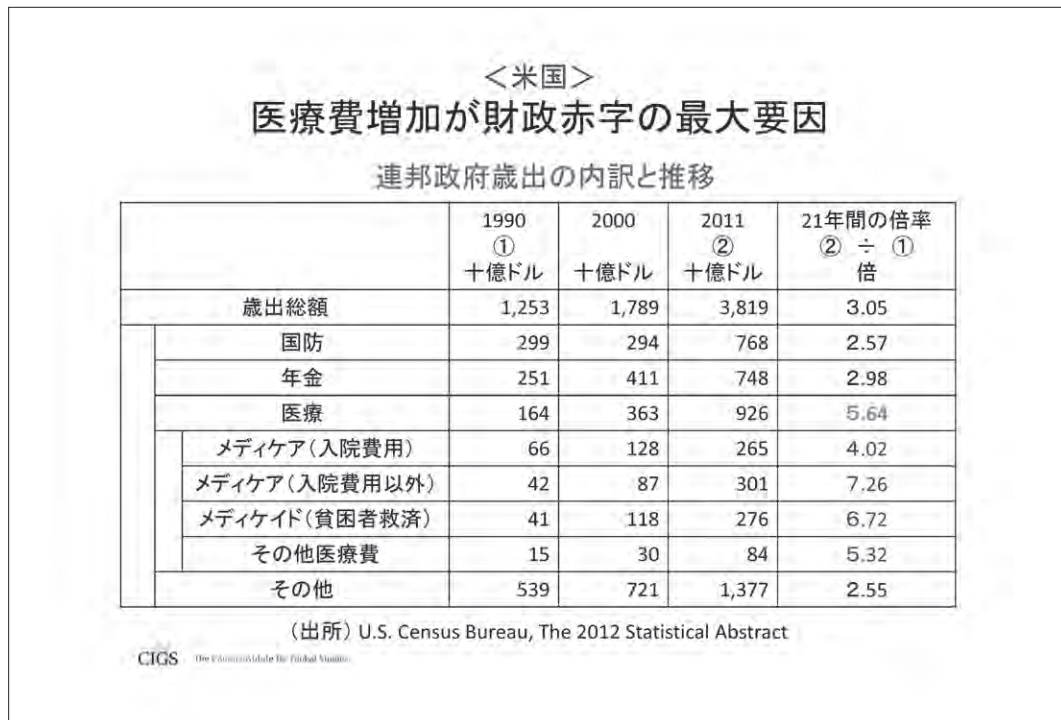 ＜米国＞
医療費増加が財政赤字の最大要因
連邦政府歳出の内訳と推移
1990 2000 2011 21年間の倍率
① ② ② ÷ ①
十億ドル 十億ドル 十億ドル 倍
歳出総額 1,253 1,789 3,819 3.05
国防 299 294 768 2.57
年金 251 411 748 2.98
医療 164 363 926 5.64
メディケア（入院費用） 66 128 265 4.02
メディケア（入院費用以外） 42 87 301 7.26
メディケイド（貧困者救済） 41 118 276 6.72
その他医療費 15 30 84 5.32
その他 539 721 1,377 2.55
（出所） U.S. Census Bureau, The 2012 Statistical Abstract
CIGS